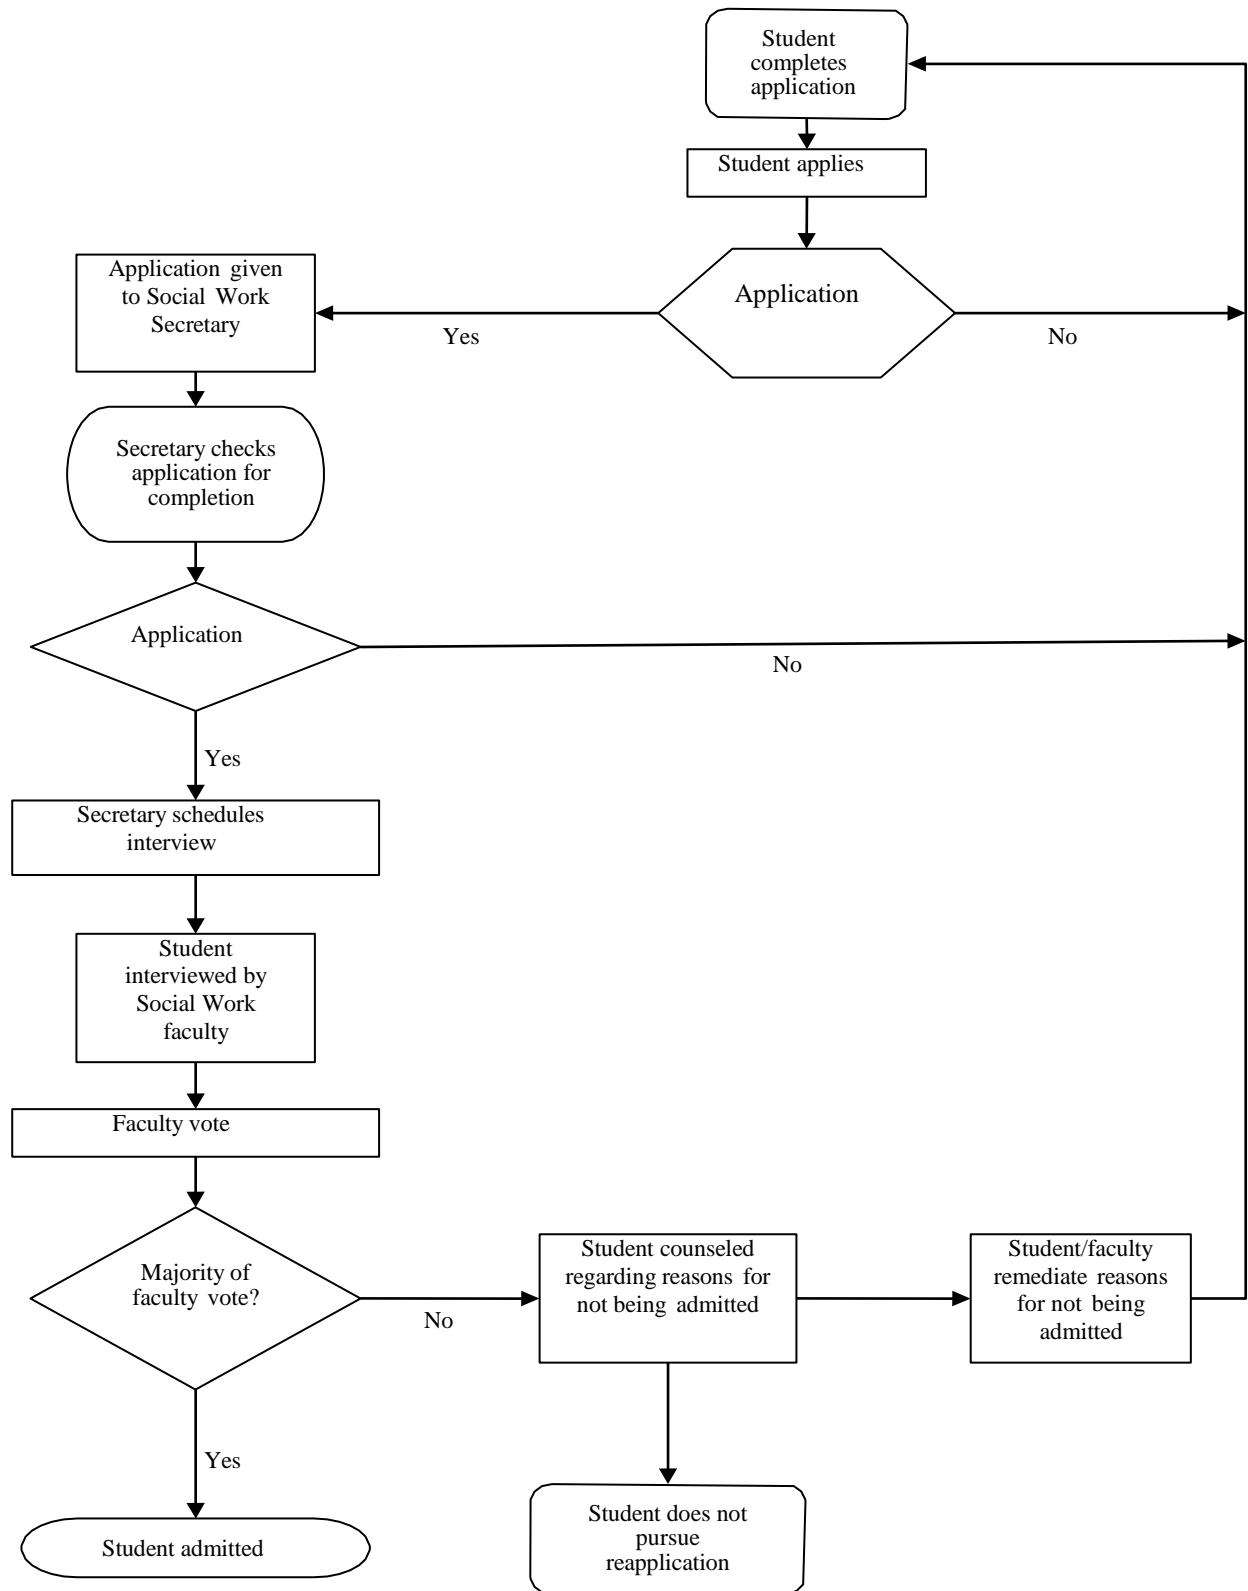 Student
completes
application
Student applies
Application given
to Social Work
Secretary
Application
Yes
No
Secretary checks
application for
completion
Application
No
Yes
Secretary schedules
interview
Student
interviewed by
Social Work
faculty
Faculty vote
Majority of
faculty vote?
No
Student counseled
regarding reasons for
not being admitted
Student/faculty
remediate reasons
for not being
admitted
Yes
Student admitted
Student does not
pursue
reapplication